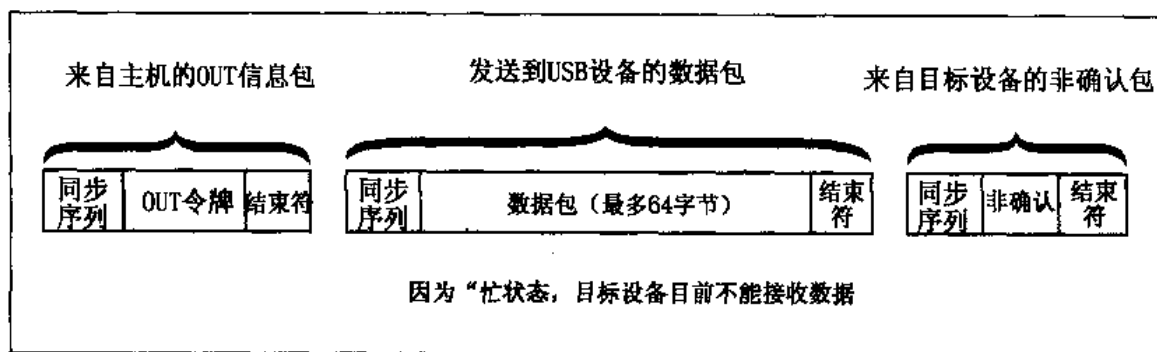 来自主机的OUT信息包
发送到USB设备的数据包
来自目标设备的非确认包
同步
序列
OUT令牌
结束符
同步
序列
数据包（最多64字节）
结束
符
同步
序列
非确认
结束
符
因为“忙状态，目标设备目前不能接收数据